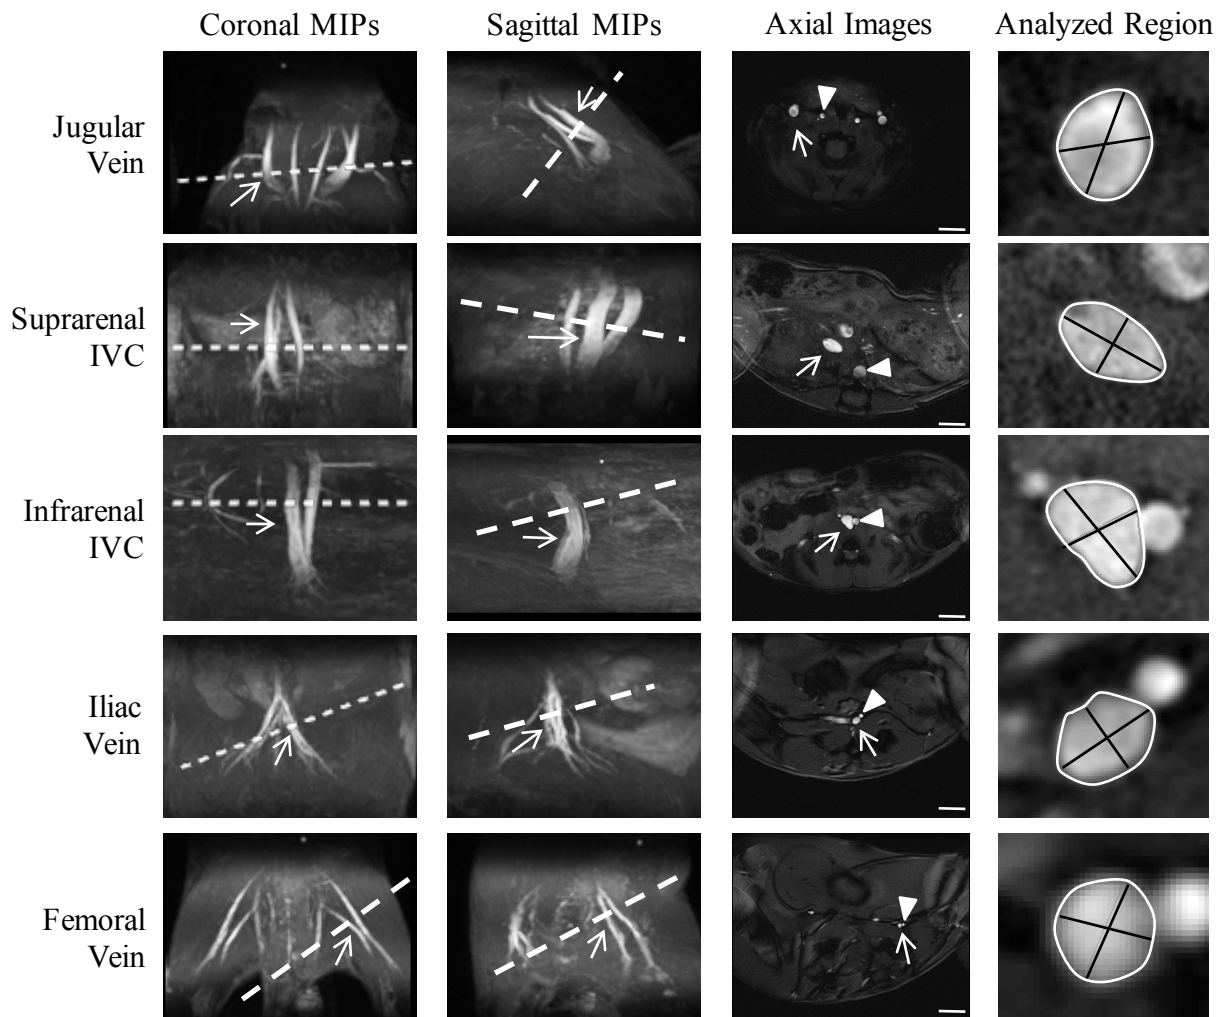 Coronal MIPs Sagittal MIPs Axial Images Analyzed Region
Jugular
Vein
Suprarenal
IVC
Infrarenal
IVC
Iliac
Vein
Femoral
Vein